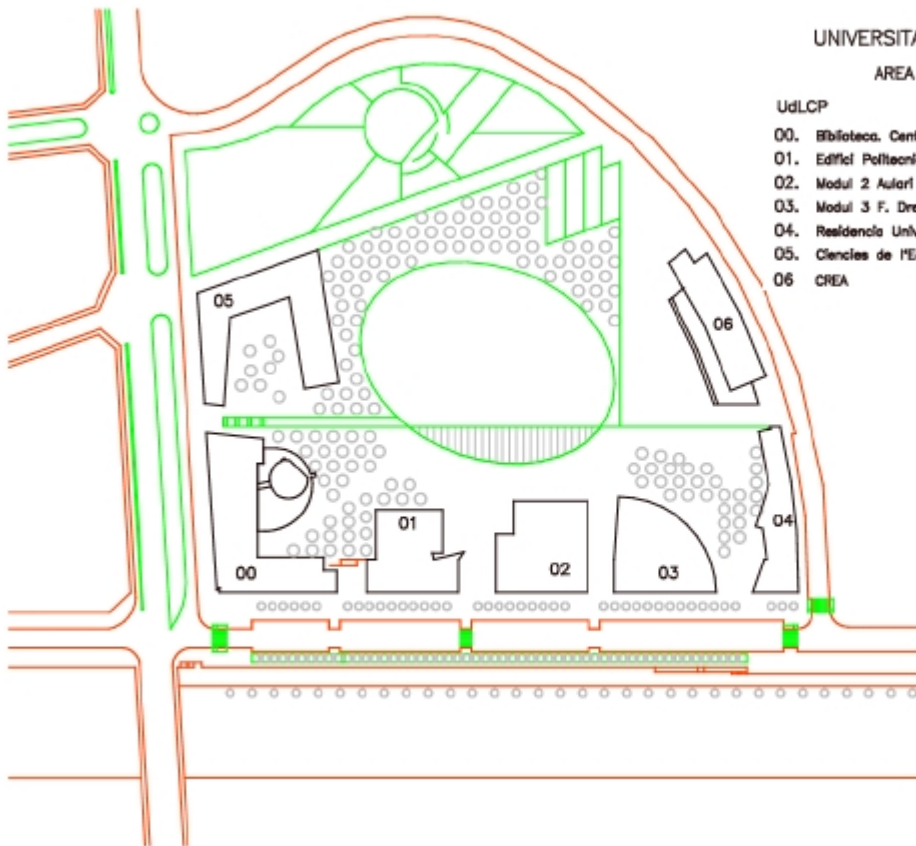 UNIVERSITA
AREA
UdLCP
00. Biblioteca. Cent
01. Edifici Politecni
02. Modul 2 Aulari
03. Modul 3 F. Dre
04. Residencia Univ
05. Ciencies de l'E
06 CREA
05
06
01
04
00
02
03